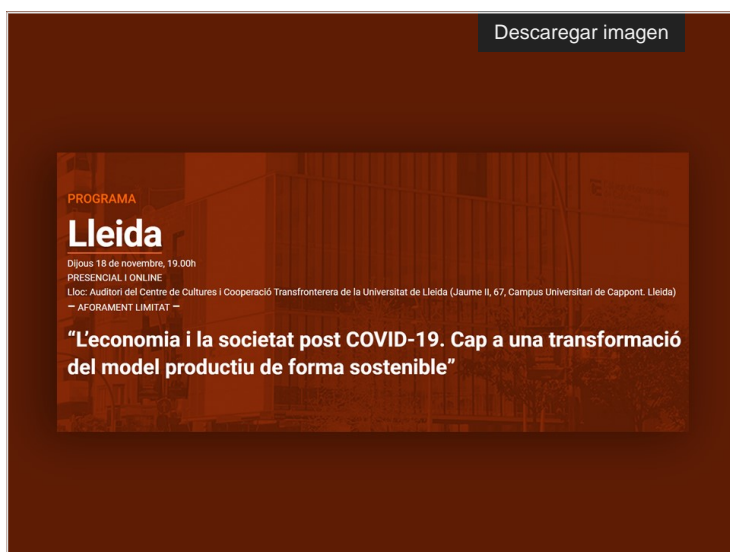 Descaregar imagen
PROGRAMA
Lleida
Dijous 18 de novembre, 19.00h
PRESENCIAL I ONLINE
Lloc: Auditori del Centre de Cultures i Cooperació Transfronterera de la Universitat de Lleida (Jaume II, 67, Campus Universitari de Cappont. Lleida)
— AFORAMENT LIMITAT —
“L’economia i la societat post COVID-19. Cap a una transformació
del model productiu de forma sostenible”